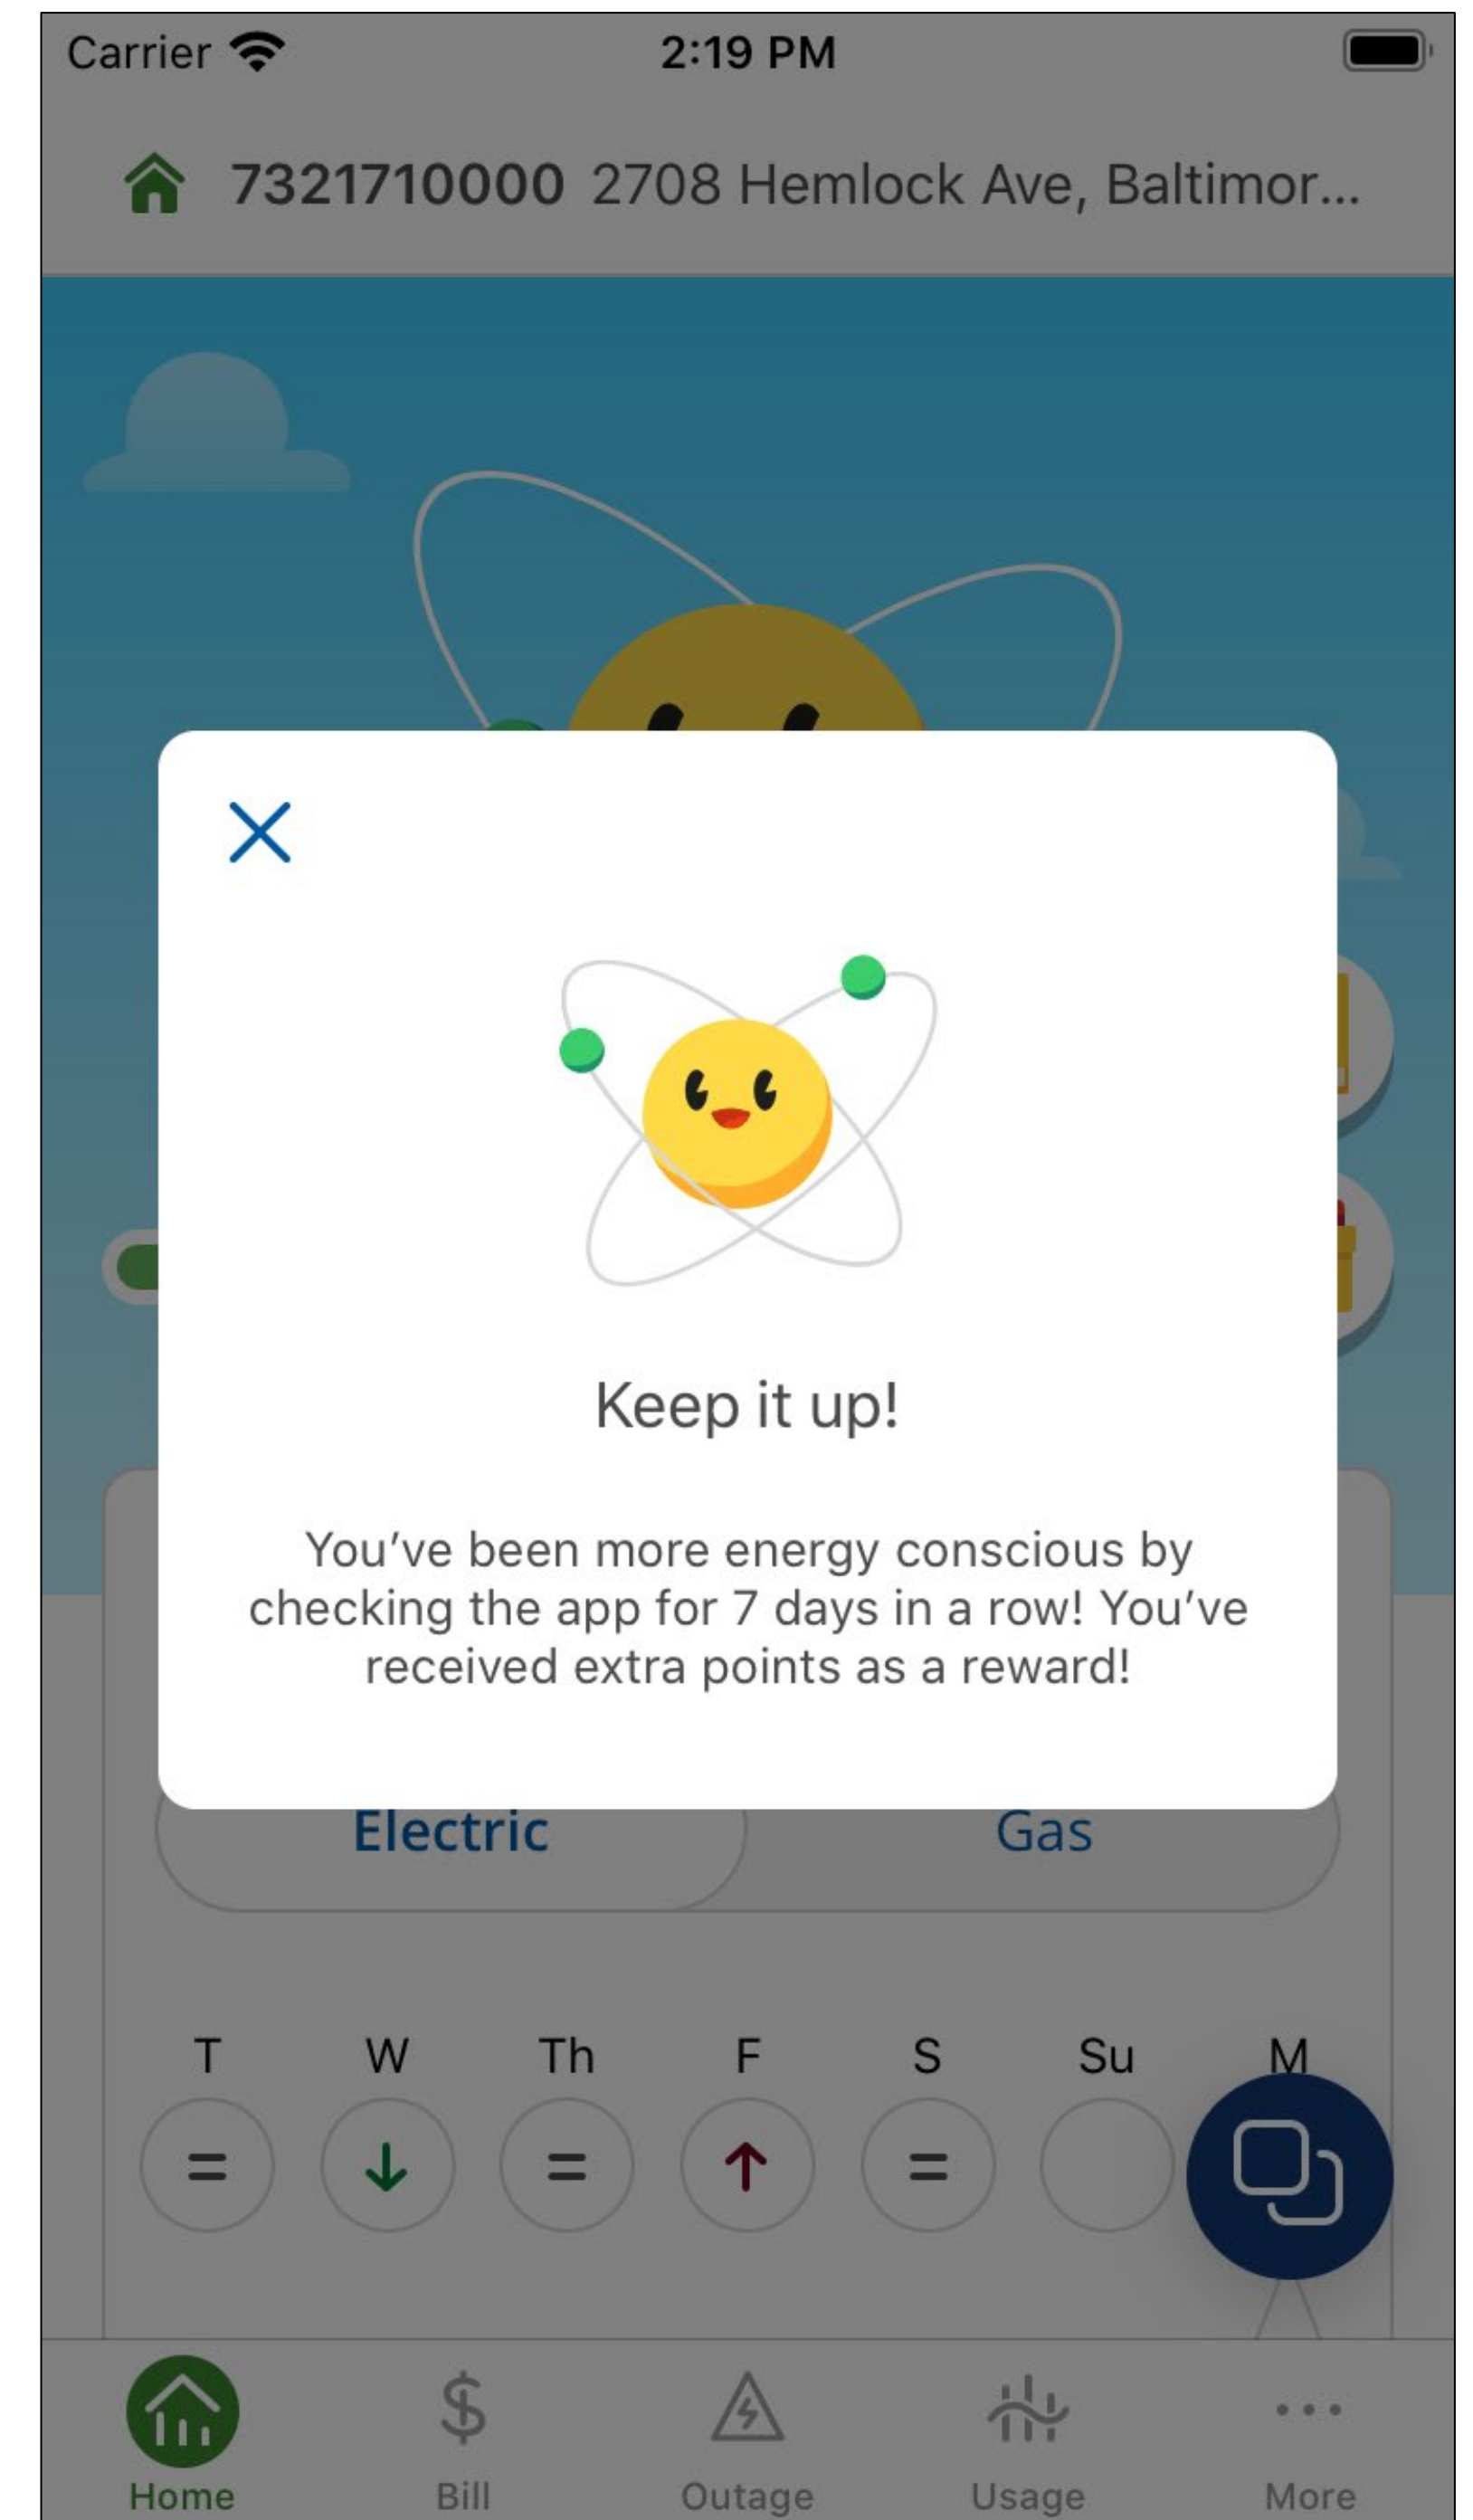 Carrier 2:19 PM
7321710000 2708 Hemlock Ave, Baltimor...
Keep it up!
You've been more energy conscious by
checking the app for 7 days in a row! You've
received extra points as a reward!
Electric Gas
T W Th F S Su M
= ↓ = ↑ =
Home Bill Outage Usage More